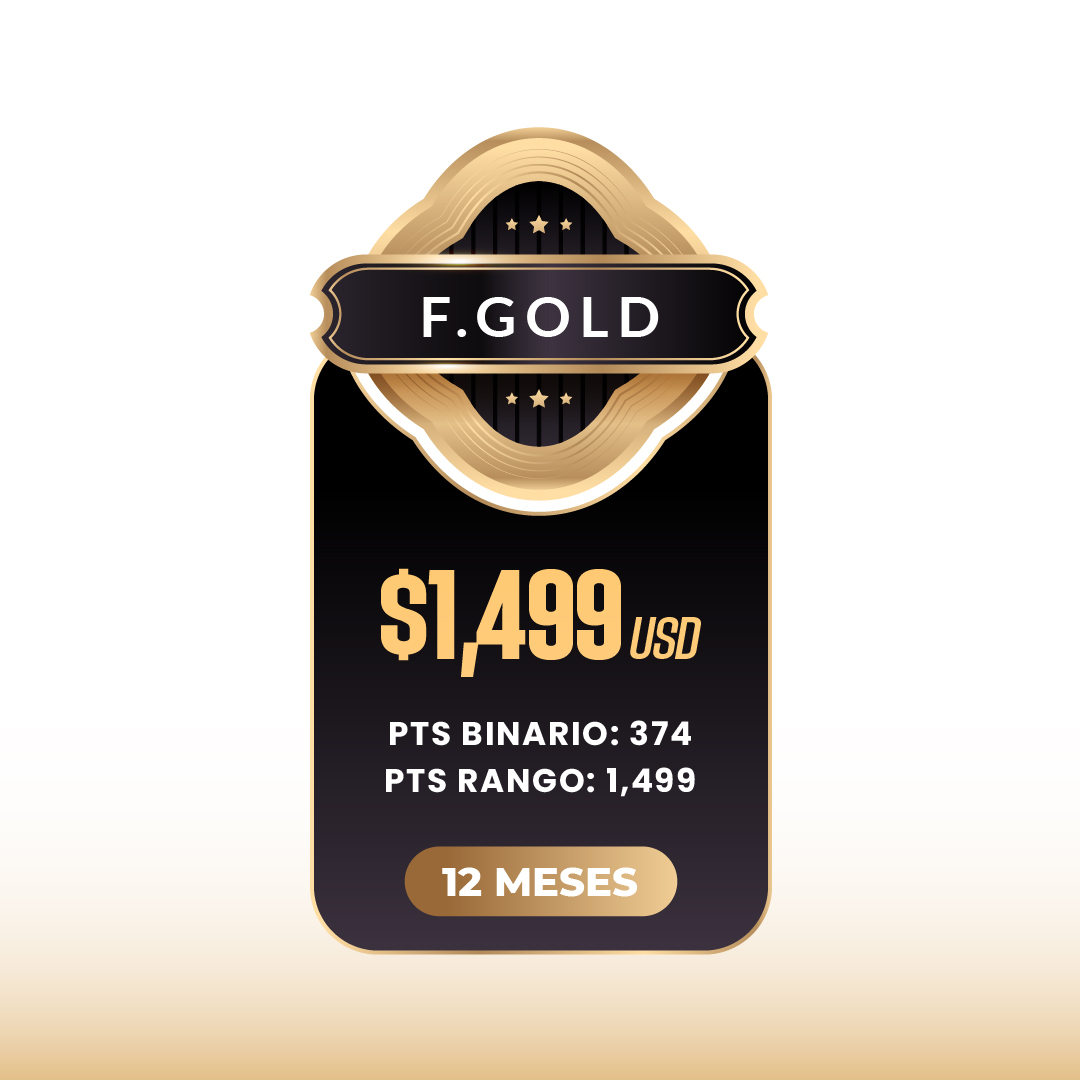 F.GOLD
$1,499 USD
PTS BINARIO: 374
PTS RANGO: 1,499
12 MESES